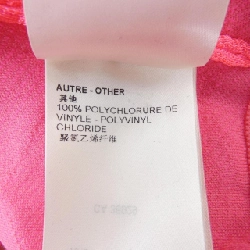 AUTRE - OTHER
其他
100% POLYCHLORURE DE
VINYLE - POLYVINYL
CHLORIDE
聚氯乙烯纤维